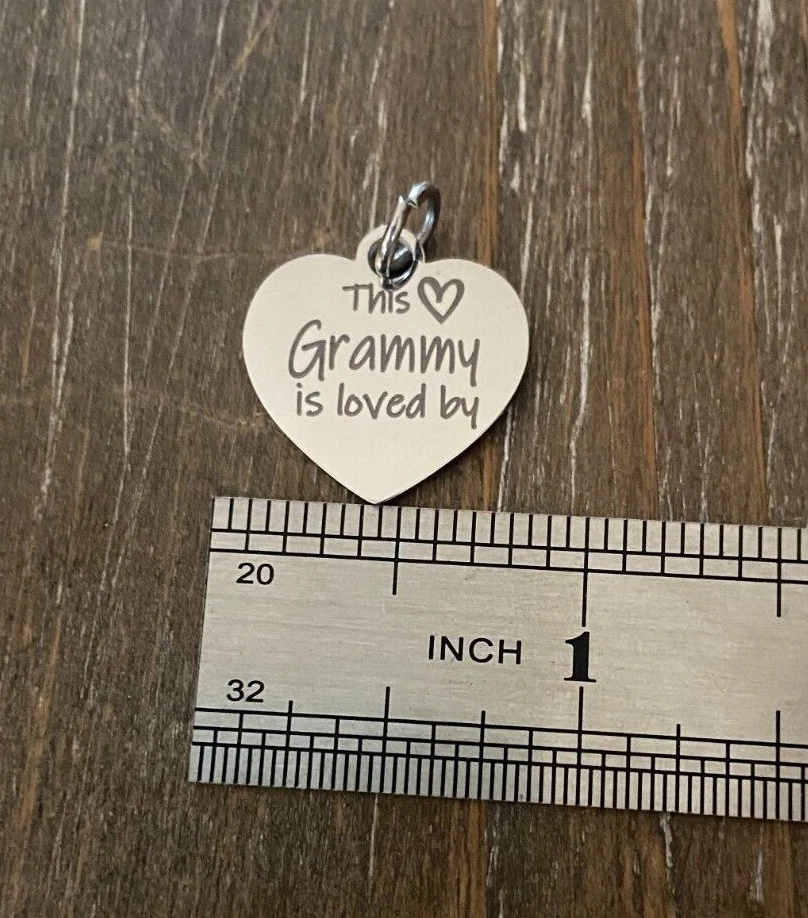 This
Grammy
is loved by
20
INCH 1
32